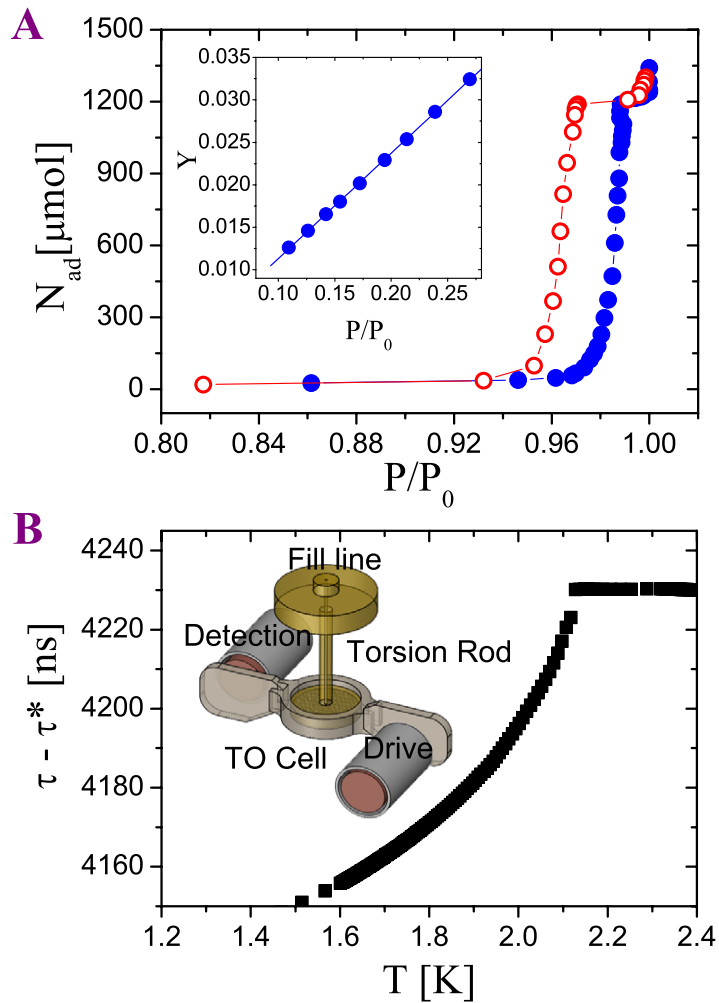 A
1500
1200
900
600
300
0
N_ad [μmol]
0.80 0.84 0.88 0.92 0.96 1.00
P/P_0
0.035
0.030
0.025
0.020
0.015
0.010
Y
0.10 0.15 0.20 0.25
P/P_0
B
4240
4220
4200
4180
4160
τ - τ* [ns]
Fill line
Detection
Torsion Rod
Drive
TO Cell
1.2 1.4 1.6 1.8 2.0 2.2 2.4
T [K]